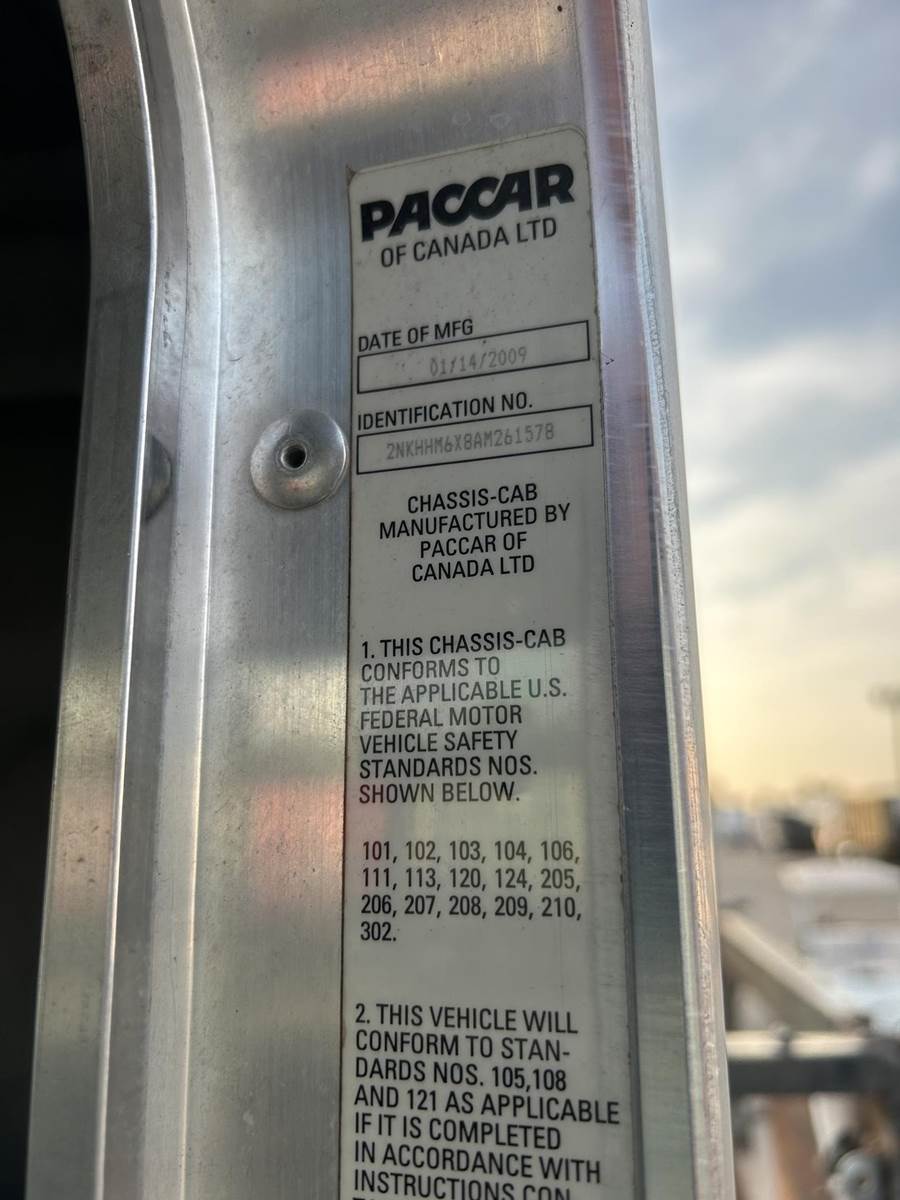 PACCAR
OF CANADA LTD
DATE OF MFG
01/14/2009
IDENTIFICATION NO.
2NKHHM6X8AM261578
CHASSIS-CAB
MANUFACTURED BY
PACCAR OF
CANADA LTD
1. THIS CHASSIS-CAB
CONFORMS TO
THE APPLICABLE U.S.
FEDERAL MOTOR
VEHICLE SAFETY
STANDARDS NOS.
SHOWN BELOW.
101, 102, 103, 104, 106,
111, 113, 120, 124, 205,
206, 207, 208, 209, 210,
302.
2. THIS VEHICLE WILL
CONFORM TO STAN-
DARDS NOS. 105,108
AND 121 AS APPLICABLE
IF IT IS COMPLETED
IN ACCORDANCE WITH
INSTRUCTIONS CON-